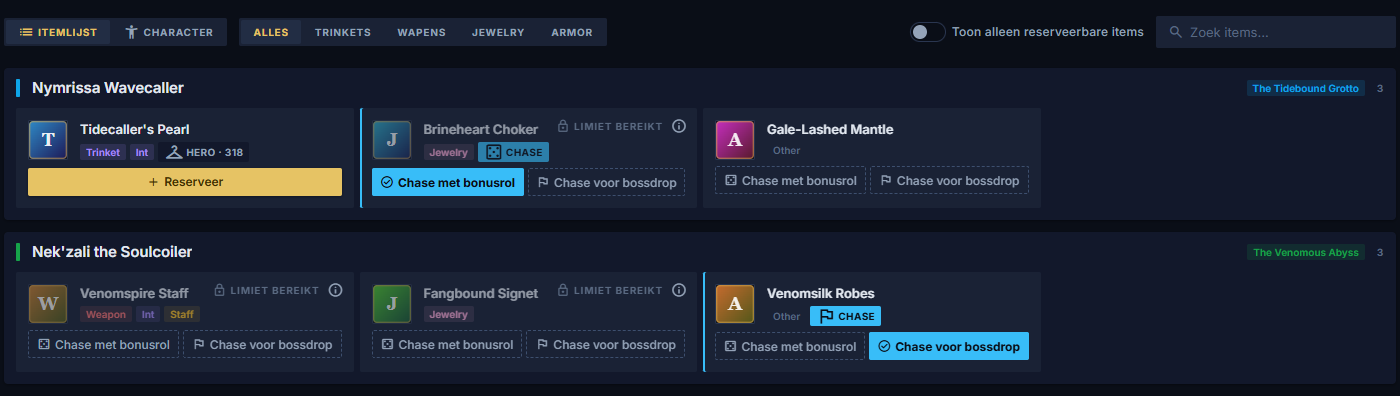 ITEMLIJST CHARACTER ALLES TRINKETS WAPENS JEWELRY ARMOR Toon alleen reserveerbare items Zoek items...
Nymrissa Wavecaller The Tidebound Grotto 3
T Tidecaller's Pearl
Trinket Int HERO · 318
+ Reserveer
J Brineheart Choker LIMIET BEREIKT
Jewelry CHASE
Chase met bonusrol Chase voor bossdrop
A Gale-Lashed Mantle
Other
Chase met bonusrol Chase voor bossdrop
Nek'zali the Soulcoiler The Venomous Abyss 3
W Venomspire Staff LIMIET BEREIKT
Weapon Int Staff
Chase met bonusrol Chase voor bossdrop
J Fangbound Signet LIMIET BEREIKT
Jewelry
Chase met bonusrol Chase voor bossdrop
A Venomsilk Robes
Other CHASE
Chase met bonusrol Chase voor bossdrop